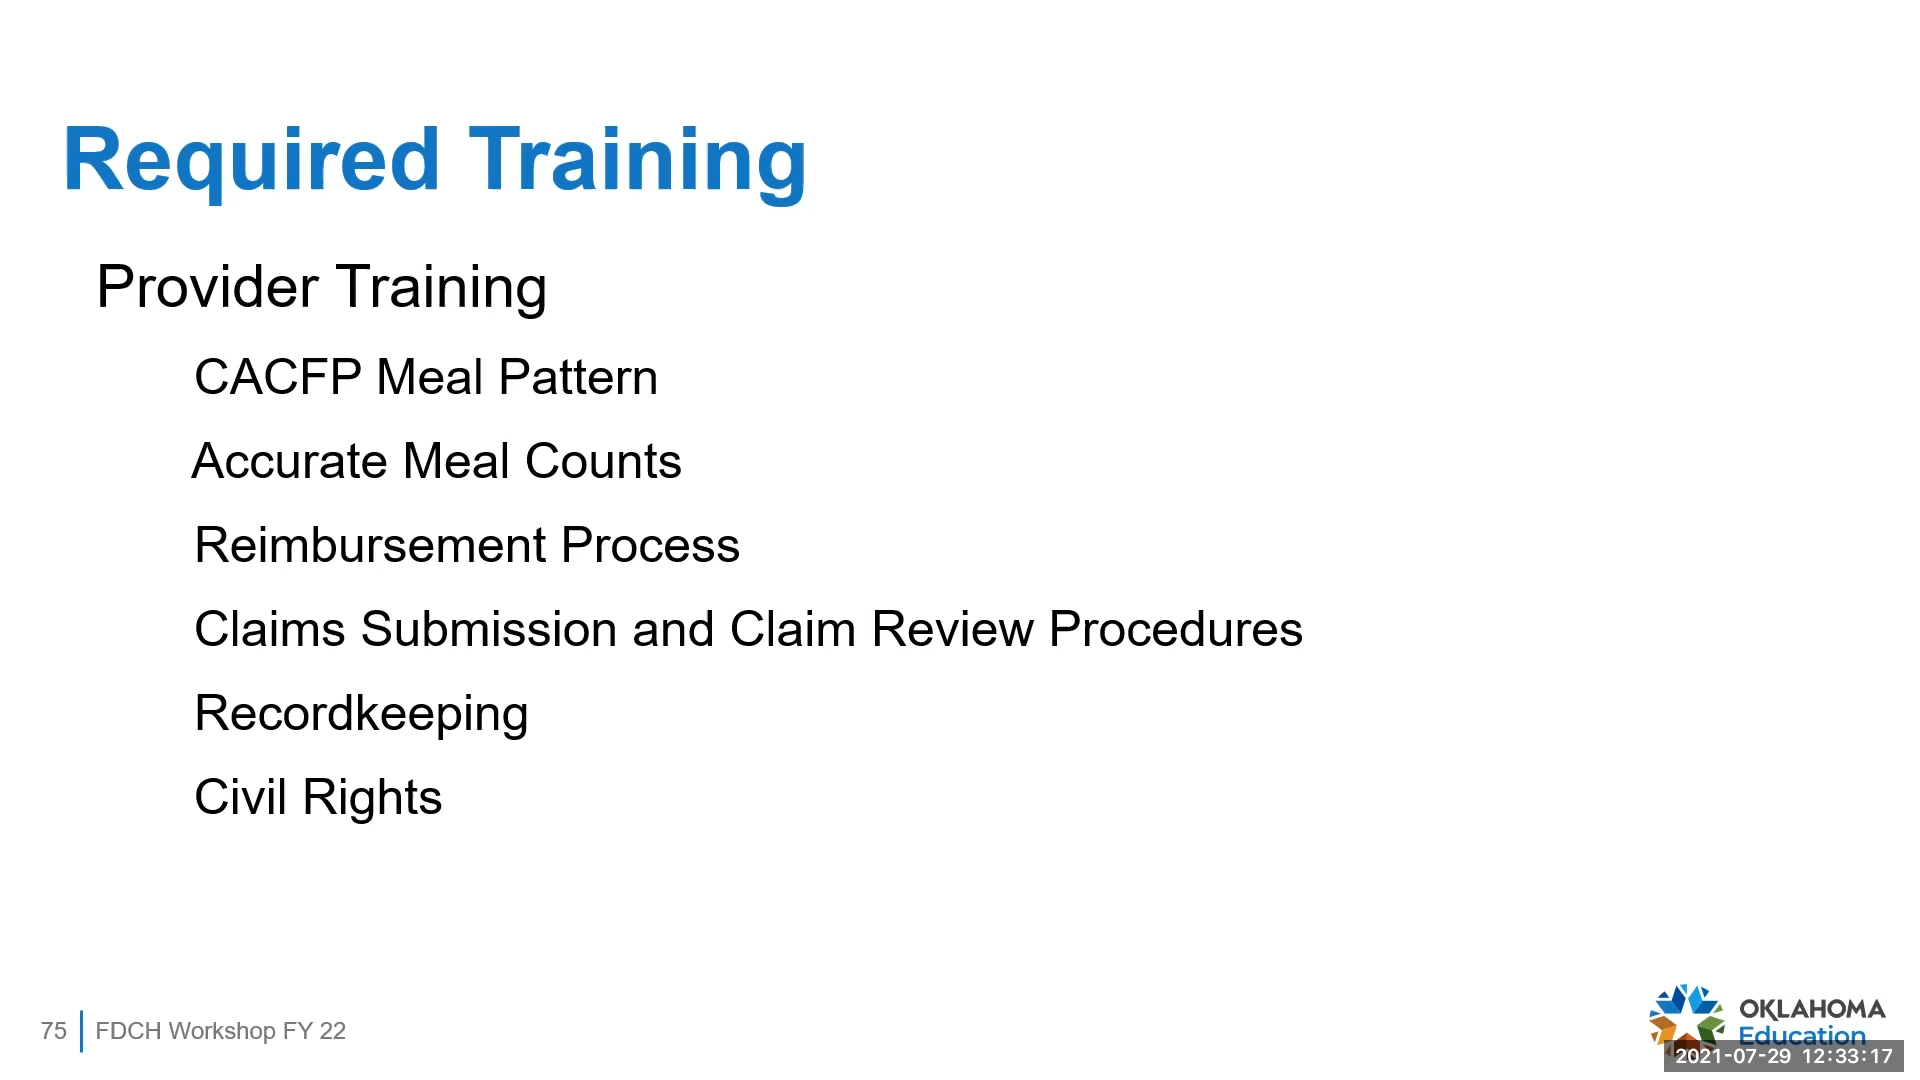 Required Training
Provider Training
CACFP Meal Pattern
Accurate Meal Counts
Reimbursement Process
Claims Submission and Claim Review Procedures
Recordkeeping
Civil Rights
75
FDCH Workshop FY 22
OKLAHOMA
Education
2021-07-29 12:33:17